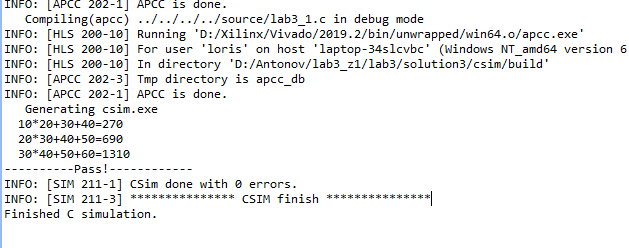 INFO: [APCC 202-1] APCC is done.
Compiling(apcc) ../../../../source/lab3_1.c in debug mode
INFO: [HLS 200-10] Running 'D:/Xilinx/Vivado/2019.2/bin/unwrapped/win64.o/apcc.exe'
INFO: [HLS 200-10] For user 'loris' on host 'laptop-34slcvbc' (Windows NT_amd64 version 6
INFO: [HLS 200-10] In directory 'D:/Antonov/lab3_z1/lab3/solution3/csim/build'
INFO: [APCC 202-3] Tmp directory is apcc_db
INFO: [APCC 202-1] APCC is done.
Generating csim.exe
10*20+30+40=270
20*30+40+50=690
30*40+50+60=1310
----------Pass!------------
INFO: [SIM 211-1] CSim done with 0 errors.
INFO: [SIM 211-3] *************** CSIM finish ***************
Finished C simulation.